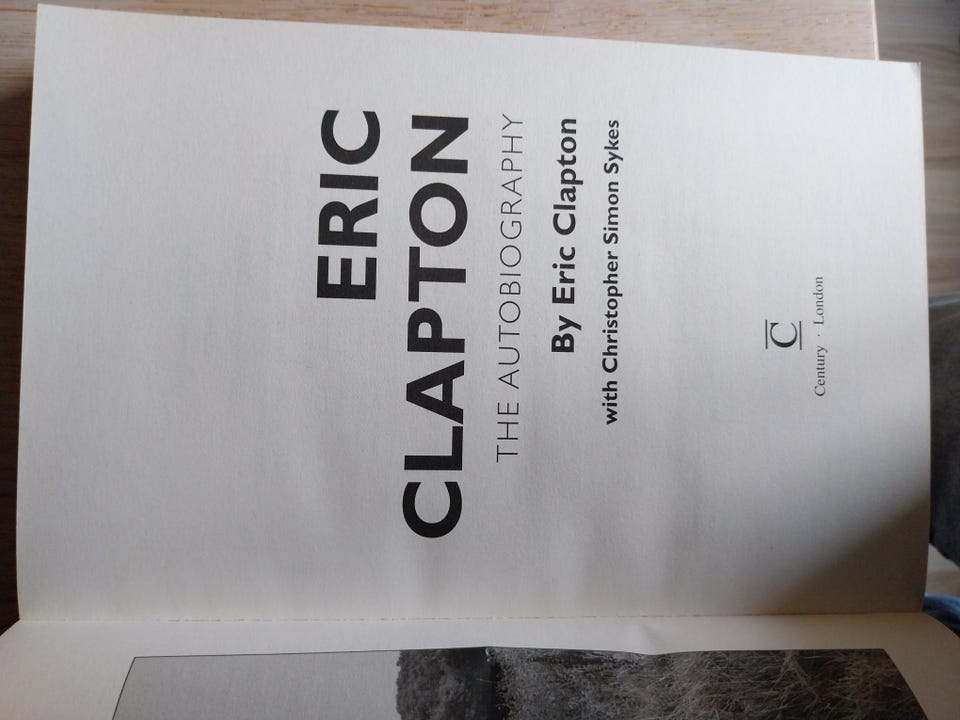 ERIC
CLAPTON
THE AUTOBIOGRAPHY
By Eric Clapton
with Christopher Simon Sykes
C
Century · London